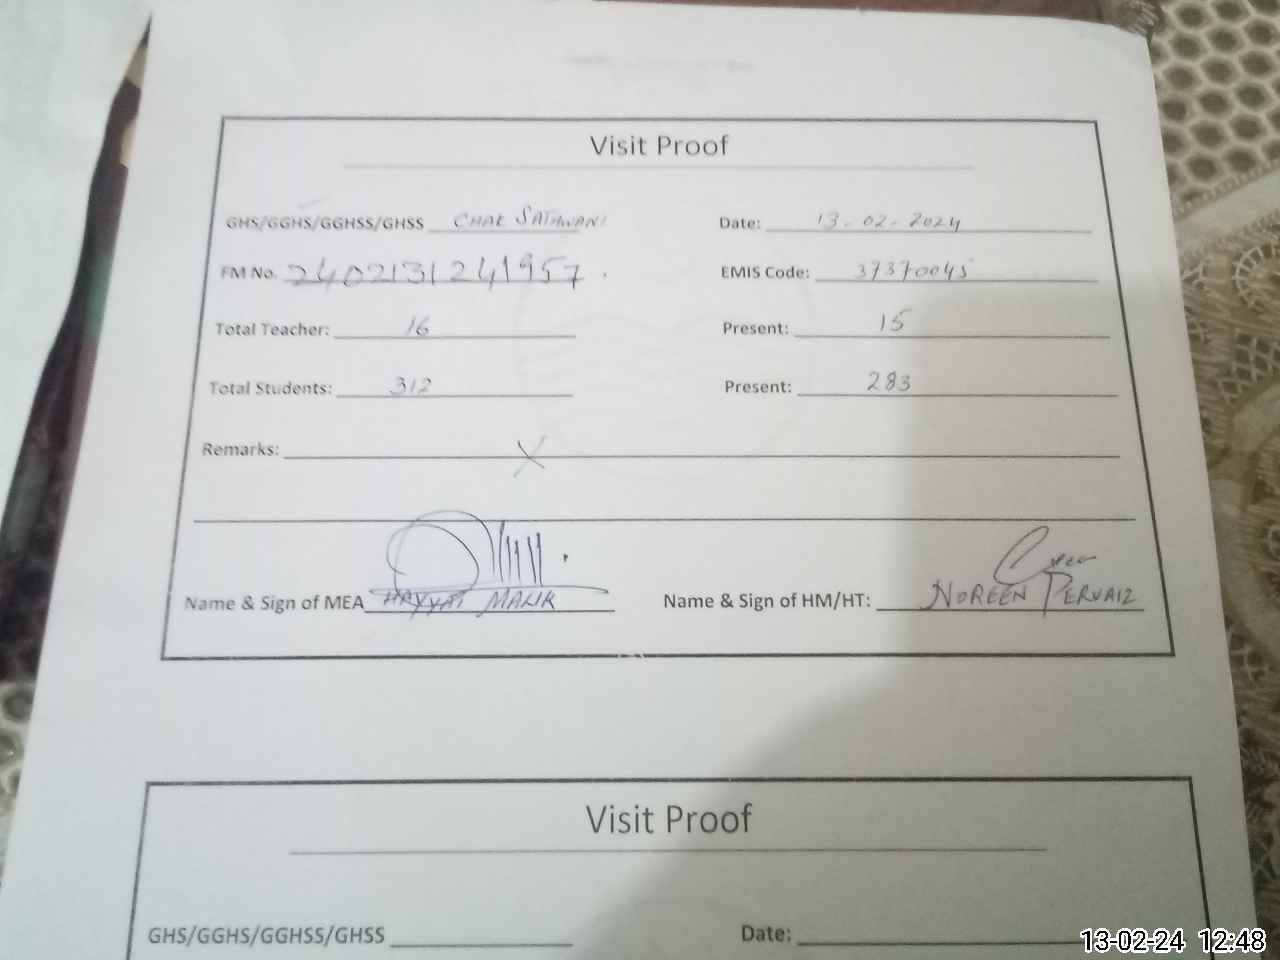 Visit Proof
GHS/GGHS/GGHSS/GHSS CHAK SATHWANI Date: 13-02-2024
FM No. 2402131241957. EMIS Code: 37370045
Total Teacher: 16 Present: 15
Total Students: 312 Present: 283
Remarks: X
Name & Sign of MEA HAYYAT MALIK Name & Sign of HM/HT: NOREEN PERVAIZ
Visit Proof
GHS/GGHS/GGHSS/GHSS Date:
13-02-24 12:48